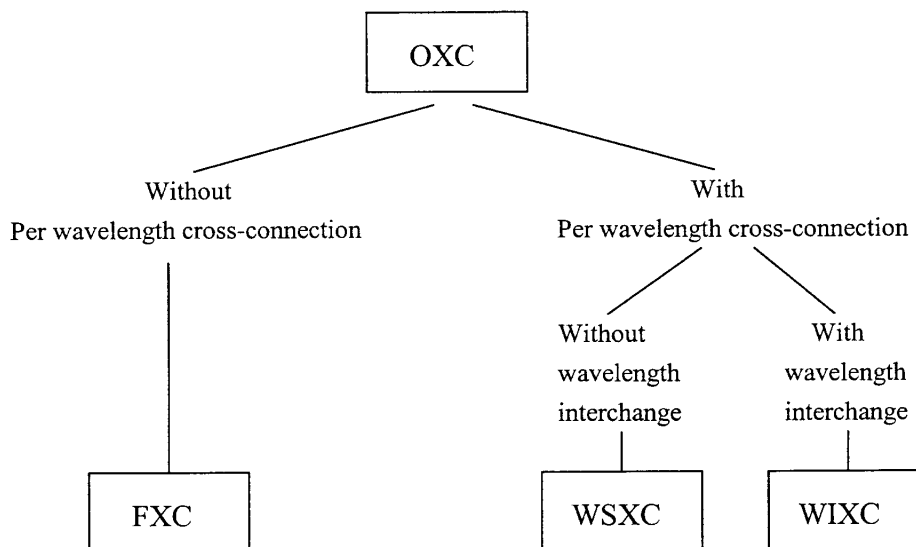 OXC
Without
Per wavelength cross-connection
With
Per wavelength cross-connection
Without
wavelength
interchange
With
wavelength
interchange
FXC
WSXC
WIXC